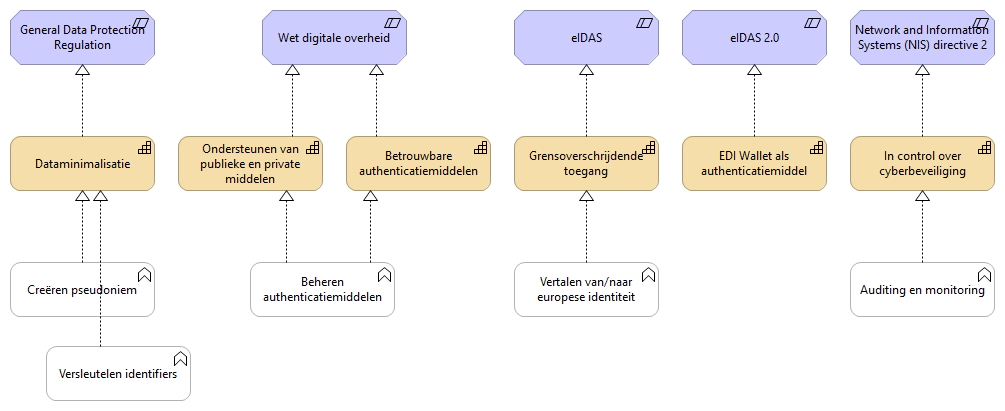 General Data Protection
Regulation
Wet digitale overheid
eIDAS
eIDAS 2.0
Network and Information
Systems (NIS) directive 2
Dataminimalisatie
Ondersteunen van
publieke en private
middelen
Betrouwbare
authenticatiemiddelen
Grensoverschrijdende
toegang
EDI Wallet als
authenticatiemiddel
In control over
cyberbeveiliging
Creëren pseudoniem
Beheren
authenticatiemiddelen
Vertalen van/naar
europese identiteit
Auditing en monitoring
Versleutelen identifiers